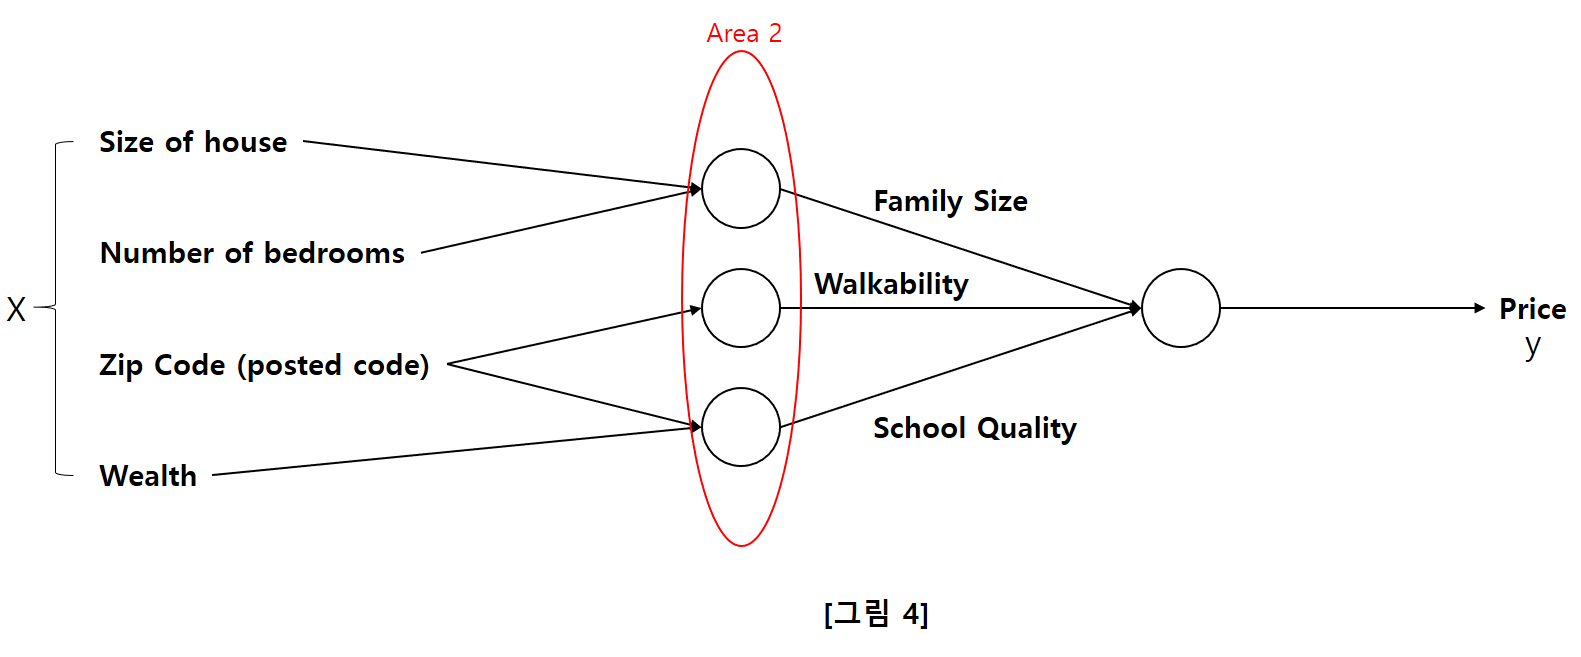 Area 2
Size of house
Family Size
Number of bedrooms
Walkability
X
Price
y
Zip Code (posted code)
School Quality
Wealth
[그림 4]